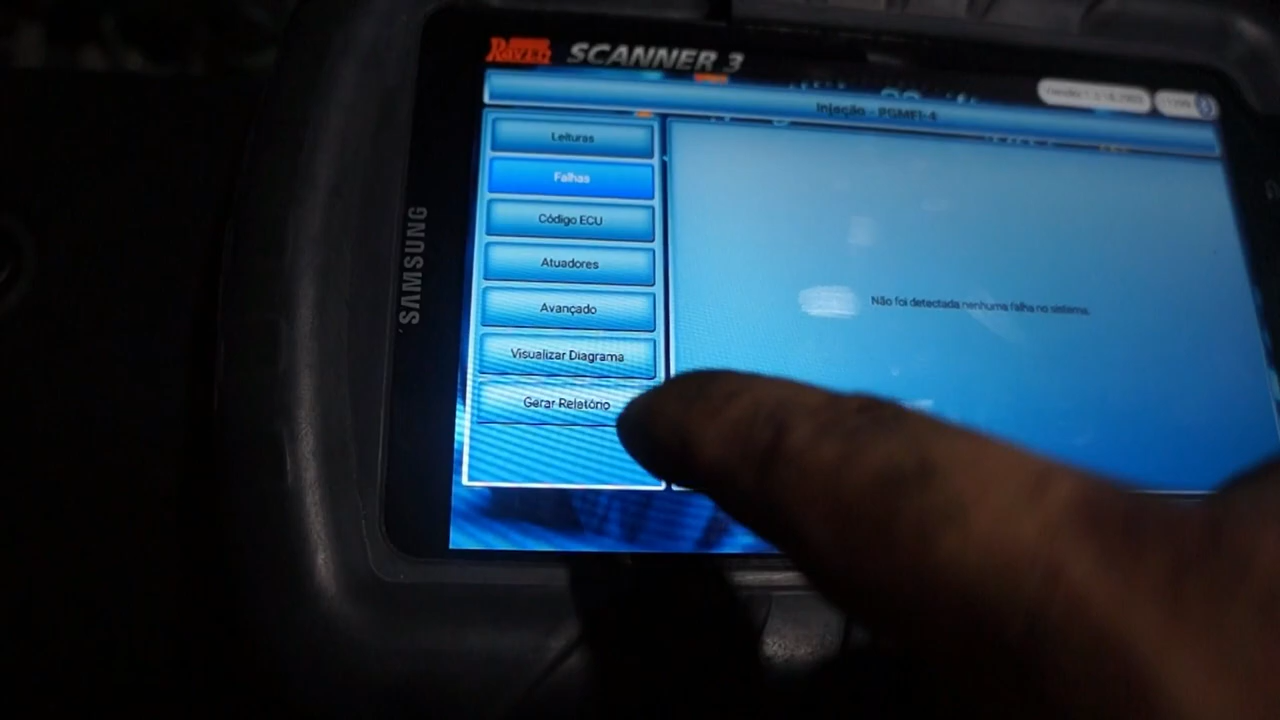 Raven SCANNER 3
Injeção - PGMFI-4
Leituras
Falhas
Código ECU
Atuadores
Avançado
Visualizar Diagrama
Gerar Relatório
Não foi detectada nenhuma falha no sistema.
SAMSUNG